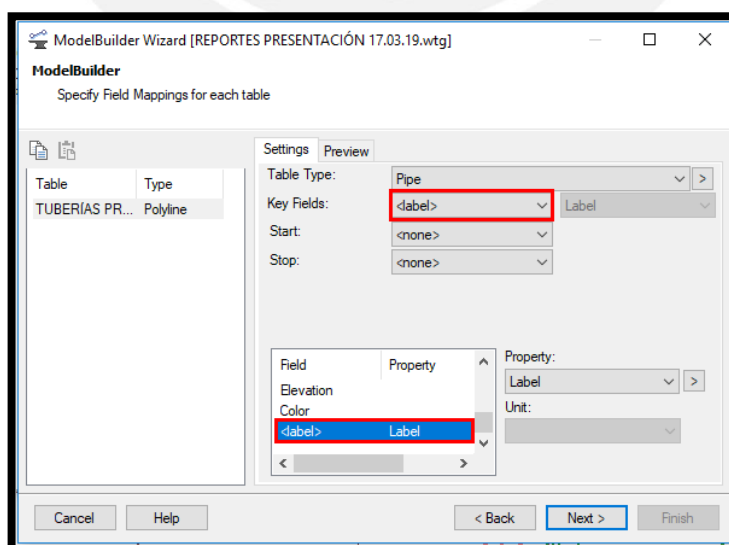 ModelBuilder Wizard [REPORTES PRESENTACIÓN 17.03.19.wtg]
ModelBuilder
Specify Field Mappings for each table
Settings Preview
Table Type Table Type: Pipe >
TUBERÍAS PR... Polyline Key Fields: <label> Label
Start: <none>
Stop: <none>
Field Property Property:
Elevation Label >
Color Unit:
<label> Label
< >
Cancel Help < Back Next > Finish